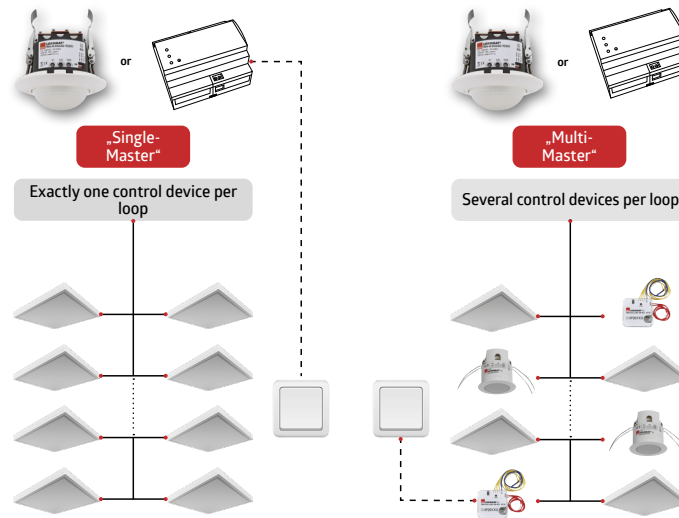 or
„Single-
Master“
Exactly one control device per
loop
or
„Multi-
Master“
Several control devices per loop